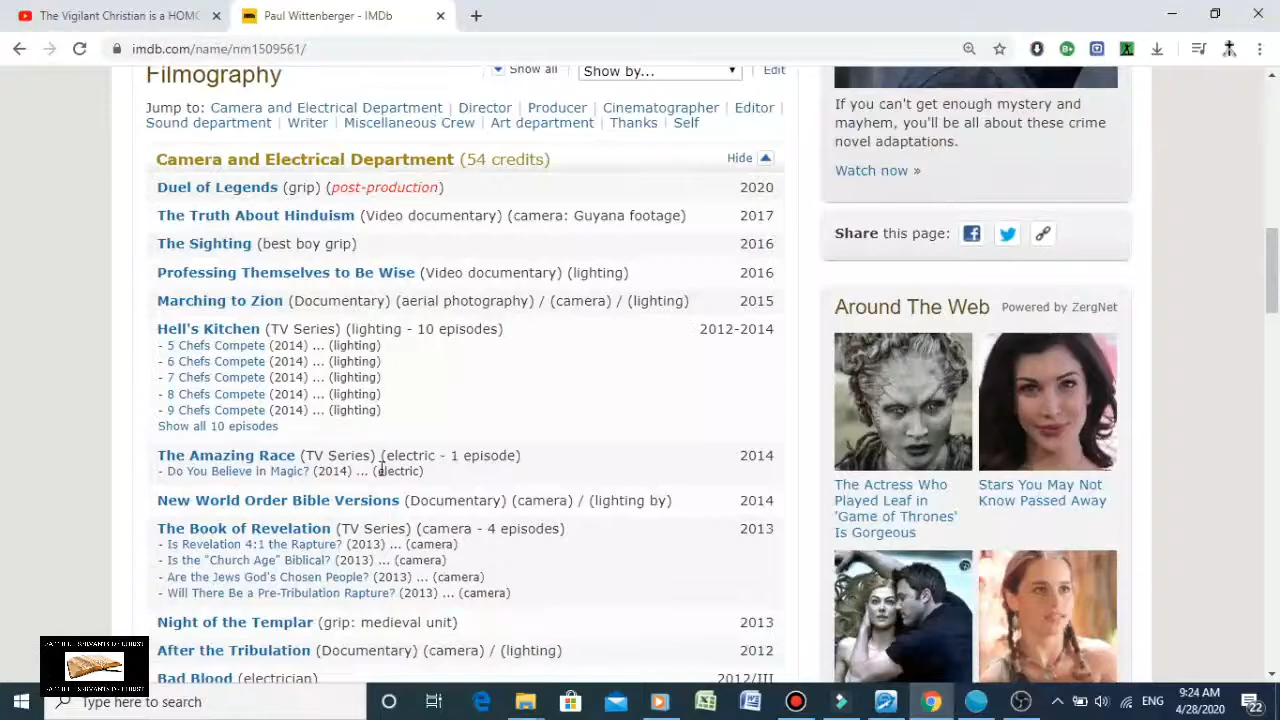 The Vigilant Christian is a HOMO
Paul Wittenberger - IMDb
imdb.com/name/nm1509561/
Filmography
Show all
Show by...
Edit
Jump to: Camera and Electrical Department | Director | Producer | Cinematographer | Editor |
Sound department | Writer | Miscellaneous Crew | Art department | Thanks | Self
Camera and Electrical Department (54 credits)
Hide
Duel of Legends (grip) (post-production) 2020
The Truth About Hinduism (Video documentary) (camera: Guyana footage) 2017
The Sighting (best boy grip) 2016
Professing Themselves to Be Wise (Video documentary) (lighting) 2016
Marching to Zion (Documentary) (aerial photography) / (camera) / (lighting) 2015
Hell's Kitchen (TV Series) (lighting - 10 episodes) 2012-2014
- 5 Chefs Compete (2014) ... (lighting)
- 6 Chefs Compete (2014) ... (lighting)
- 7 Chefs Compete (2014) ... (lighting)
- 8 Chefs Compete (2014) ... (lighting)
- 9 Chefs Compete (2014) ... (lighting)
Show all 10 episodes
The Amazing Race (TV Series) (electric - 1 episode) 2014
- Do You Believe in Magic? (2014) ... (electric)
New World Order Bible Versions (Documentary) (camera) / (lighting by) 2014
The Book of Revelation (TV Series) (camera - 4 episodes) 2013
- Is Revelation 4:1 the Rapture? (2013) ... (camera)
- Is the "Church Age" Biblical? (2013) ... (camera)
- Are the Jews God's Chosen People? (2013) ... (camera)
- Will There Be a Pre-Tribulation Rapture? (2013) ... (camera)
Night of the Templar (grip: medieval unit) 2013
After the Tribulation (Documentary) (camera) / (lighting) 2012
Bad Blood (electrician) 2012/III
If you can't get enough mystery and
mayhem, you'll be all about these crime
novel adaptations.
Watch now »
Share this page:
Around The Web Powered by ZergNet
The Actress Who
Played Leaf in
'Game of Thrones'
Is Gorgeous
Stars You May Not
Know Passed Away
Type here to search
ENG
9:24 AM
4/28/2020
22